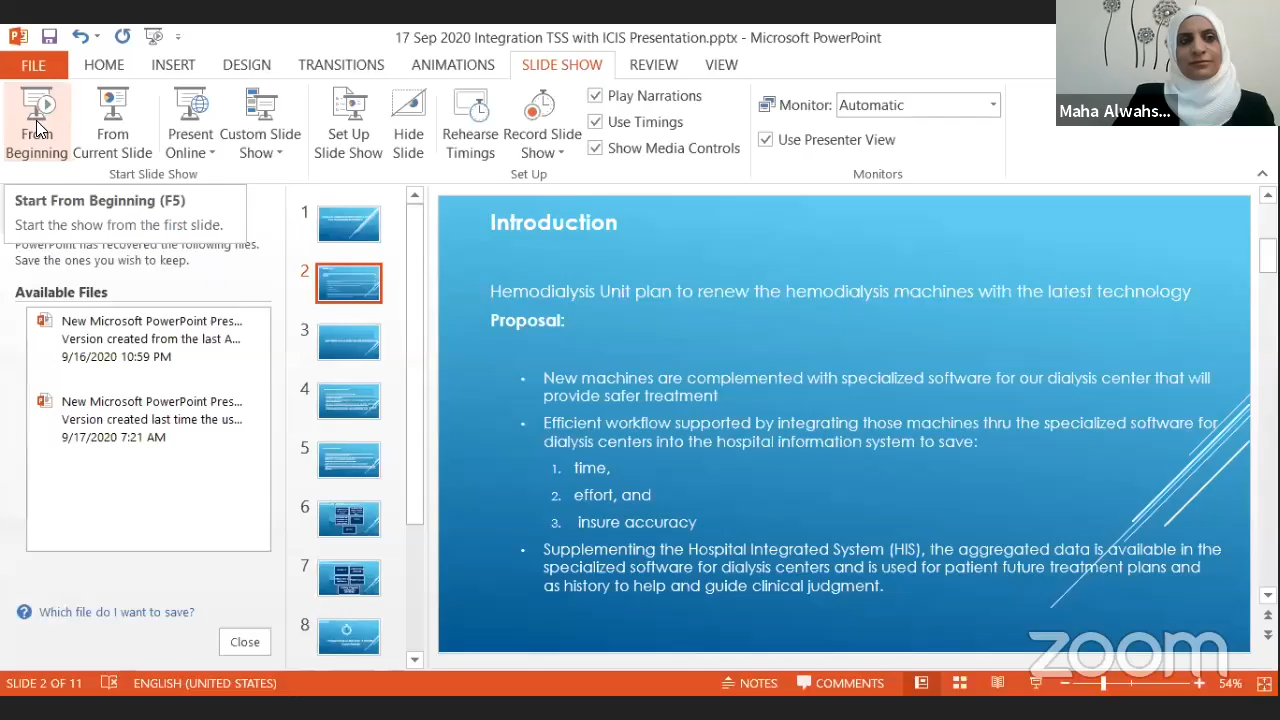 17 Sep 2020 Integration TSS with ICIS Presentation.pptx - Microsoft PowerPoint
FILE HOME INSERT DESIGN TRANSITIONS ANIMATIONS SLIDE SHOW REVIEW VIEW
Maha Alwahs...
From Beginning
From Current Slide
Present Online
Custom Slide Show
Start Slide Show
Set Up Slide Show
Hide Slide
Rehearse Timings
Record Slide Show
Play Narrations
Use Timings
Show Media Controls
Set Up
Monitor: Automatic
Use Presenter View
Monitors
Start From Beginning (F5)
Start the show from the first slide.
PowerPoint has recovered the following files.
Save the ones you wish to keep.
Available Files
New Microsoft PowerPoint Pres...
Version created from the last A...
9/16/2020 10:59 PM
New Microsoft PowerPoint Pres...
Version created last time the us...
9/17/2020 7:21 AM
Which file do I want to save?
Close
1
2
3
4
5
6
7
8
Introduction
Hemodialysis Unit plan to renew the hemodialysis machines with the latest technology
Proposal:
• New machines are complemented with specialized software for our dialysis center that will
provide safer treatment
• Efficient workflow supported by integrating those machines thru the specialized software for
dialysis centers into the hospital information system to save:
1. time,
2. effort, and
3. insure accuracy
• Supplementing the Hospital Integrated System (HIS), the aggregated data is available in the
specialized software for dialysis centers and is used for patient future treatment plans and
as history to help and guide clinical judgment.
zoom
SLIDE 2 OF 11 ENGLISH (UNITED STATES) NOTES COMMENTS 54%